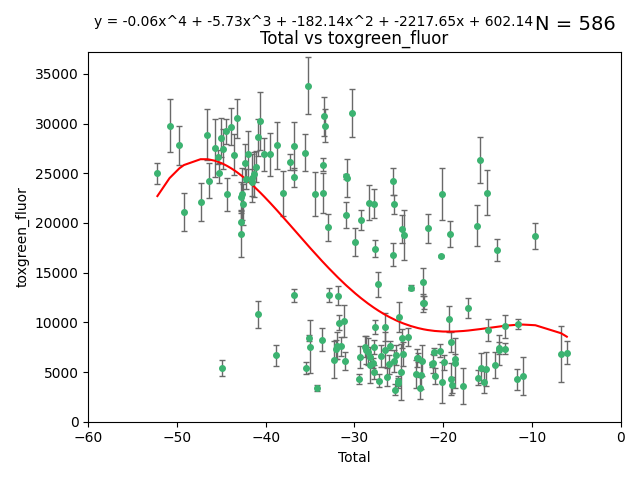 y = -0.06x^4 + -5.73x^3 + -182.14x^2 + -2217.65x + 602.14
N = 586
Total vs toxgreen_fluor
35000
30000
25000
20000
15000
10000
5000
0
toxgreen_fluor
−60 −50 −40 −30 −20 −10 0
Total